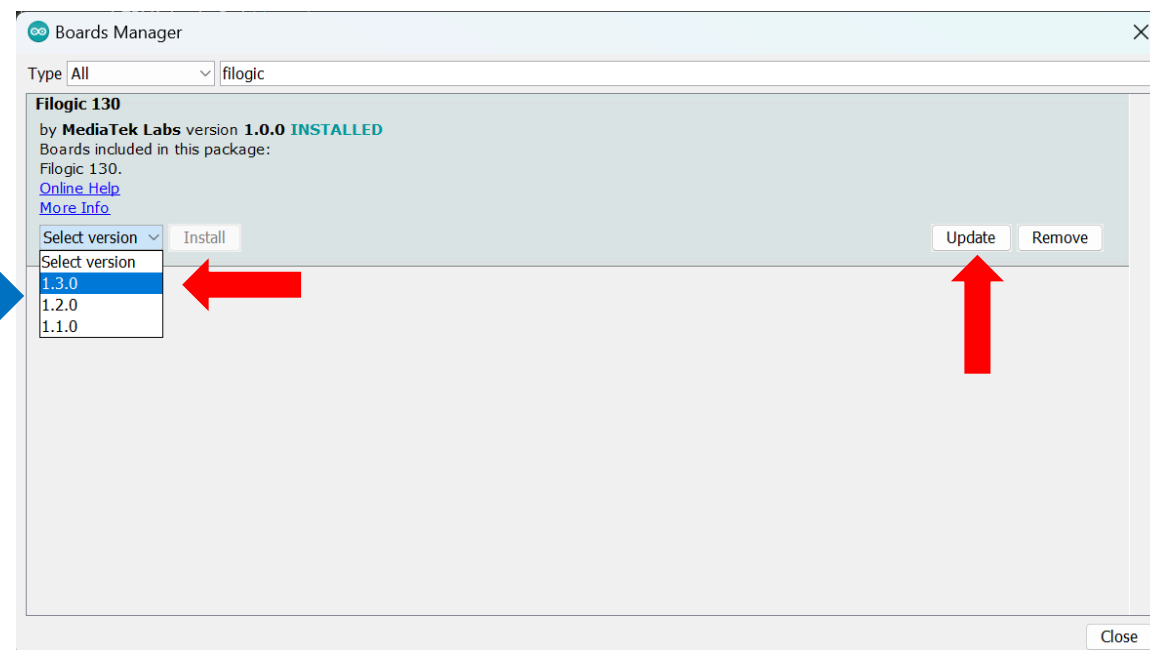 Boards Manager
Type All filogic
Filogic 130
by MediaTek Labs version 1.0.0 INSTALLED
Boards included in this package:
Filogic 130.
Online Help
More Info
Select version Install Update Remove
Select version
1.3.0
1.2.0
1.1.0
Close